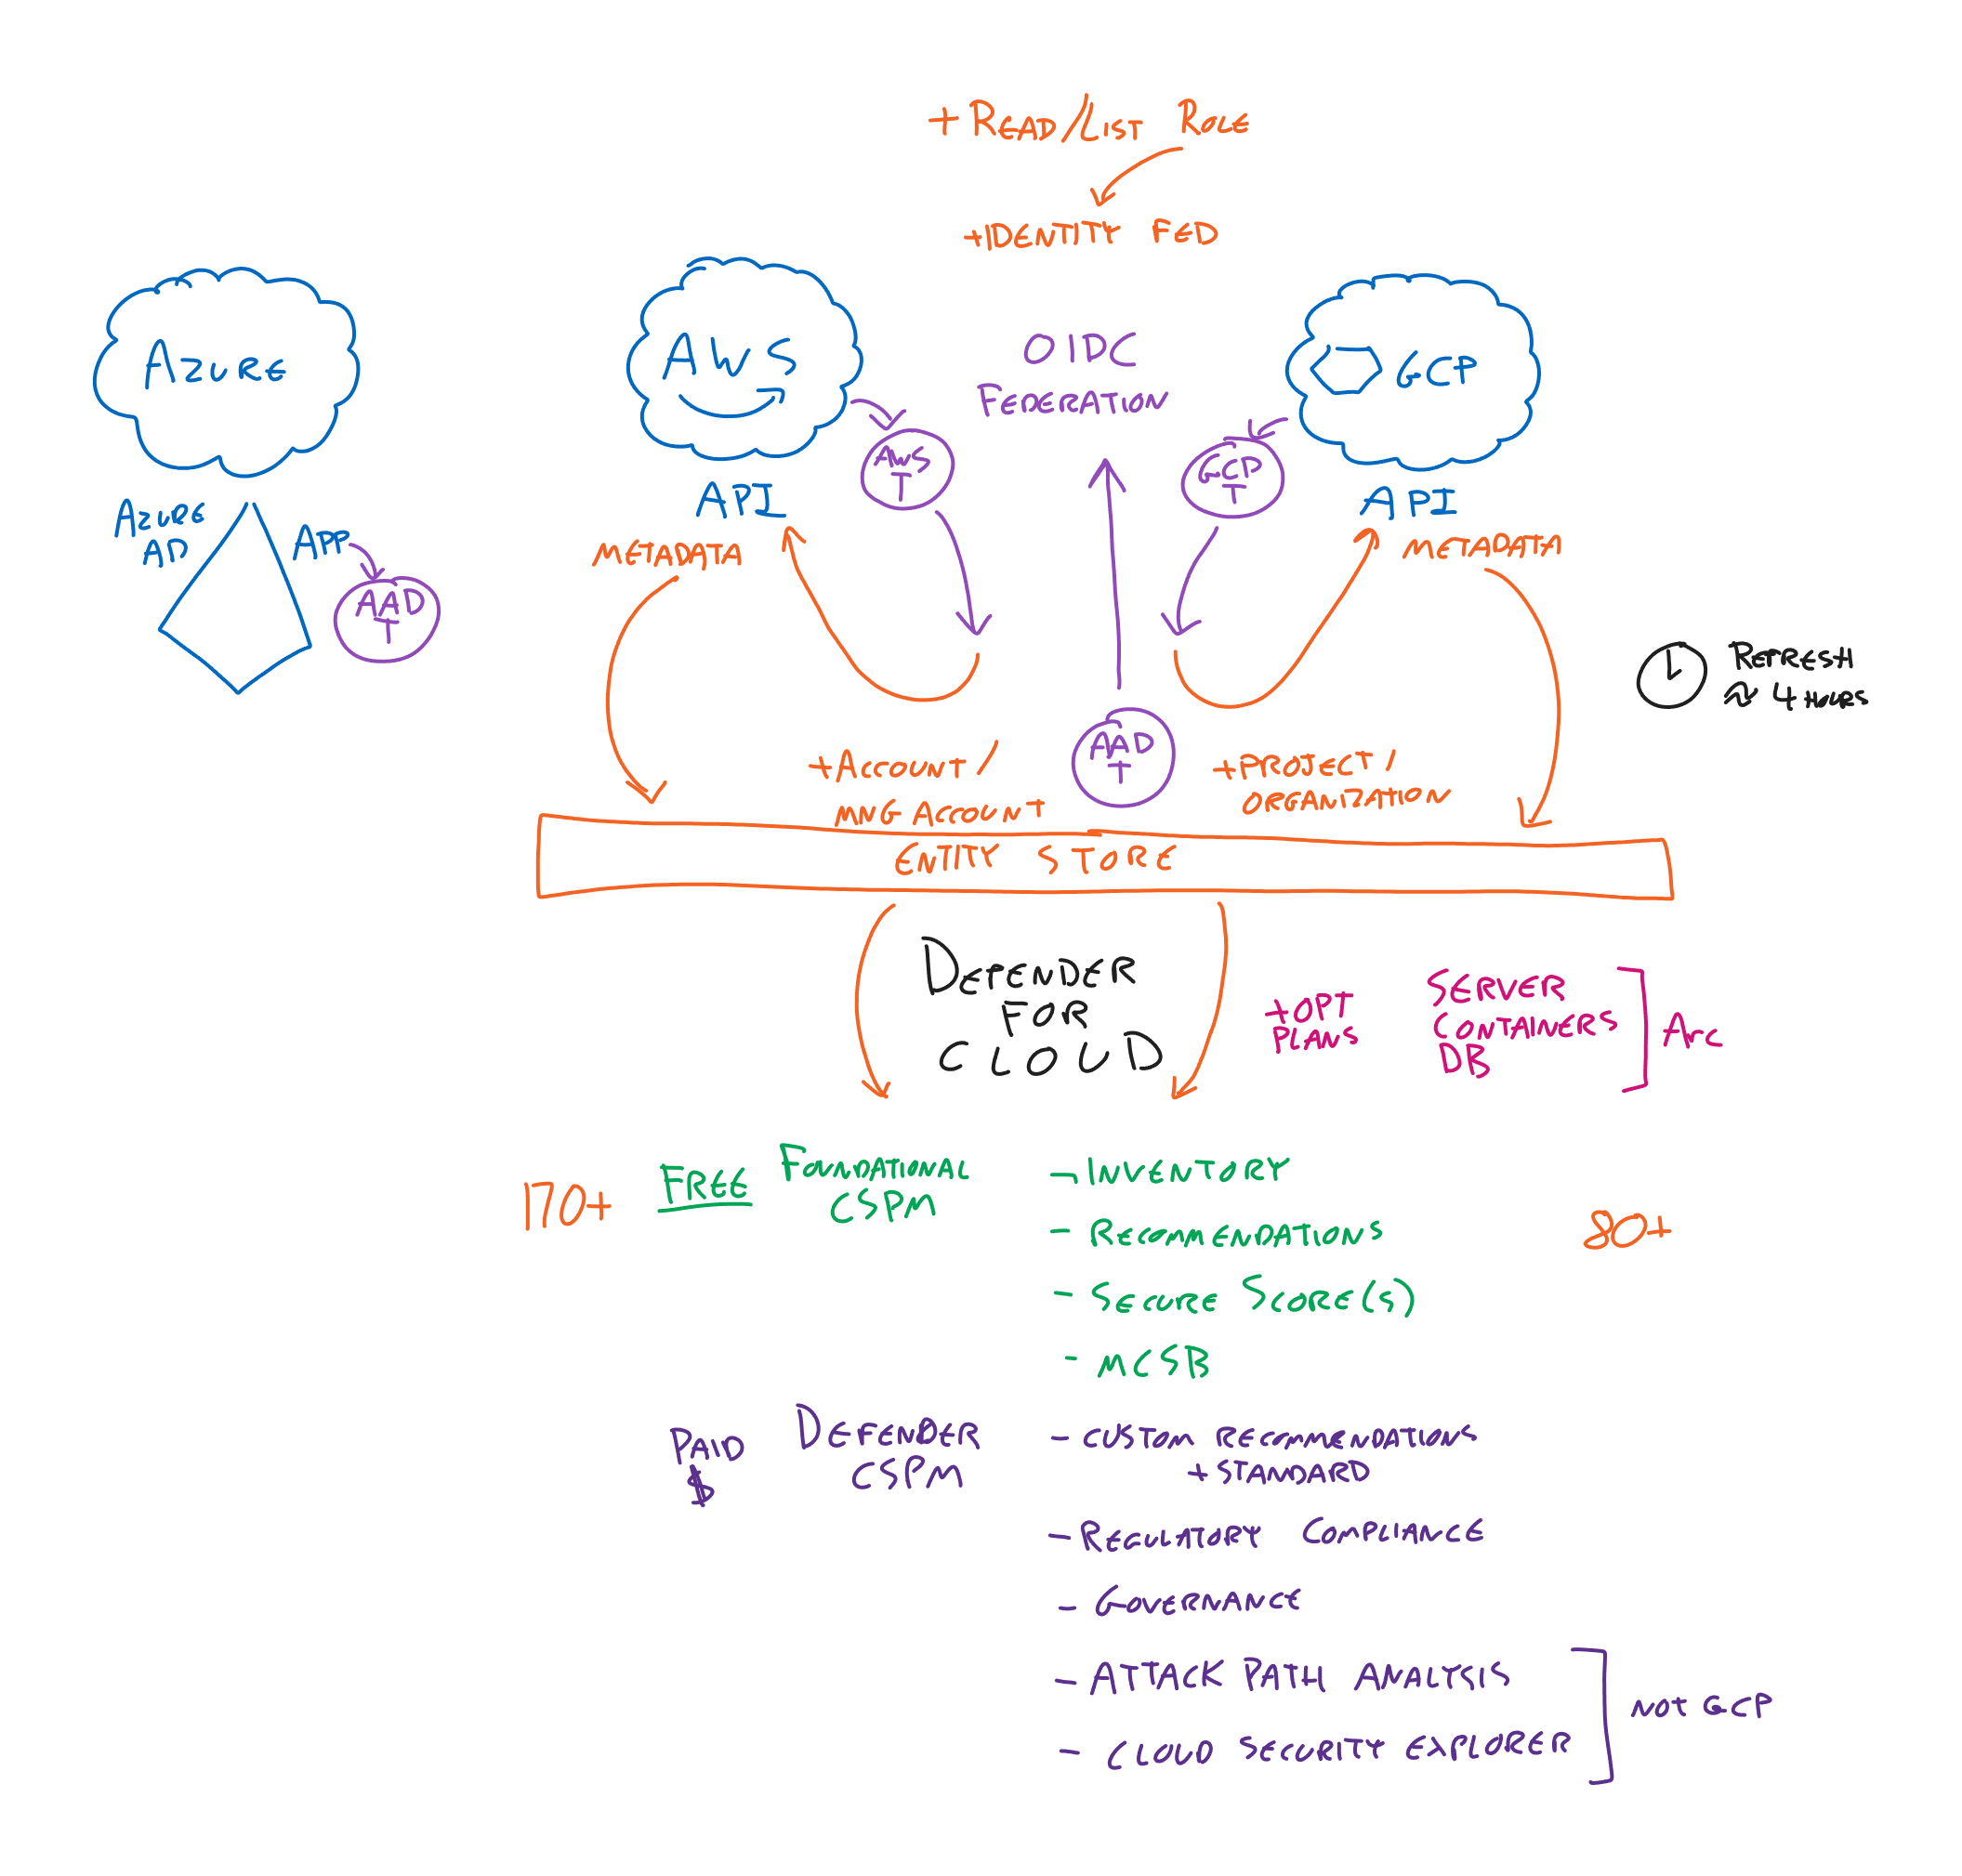 + READ/LIST ROLE
+IDENTITY FED
AZURE
AWS
OIDC
FEDERATION
GCP
AWS
T
GCP
T
API
API
AZURE
AD
APP
METADATA
METADATA
AAD
T
REFRESH
≈ 4 HOURS
AAD
T
+ACCOUNT /
MNG ACCOUNT
+PROJECT /
ORGANIZATION
ENTITY STORE
DEFENDER
FOR
CLOUD
+OPT
PLANS
SERVER
CONTAINERS
DB
Arc
170+
FREE
FOUNDATIONAL
CSPM
- INVENTORY
- RECOMMENDATIONS
80+
- SECURE SCORE(S)
- MCSB
PAID
$
DEFENDER
CSPM
- CUSTOM RECOMMENDATIONS
+ STANDARD
- REGULATORY COMPLIANCE
- GOVERNANCE
- ATTACK PATH ANALYSIS
- CLOUD SECURITY EXPLORER
NOT GCP